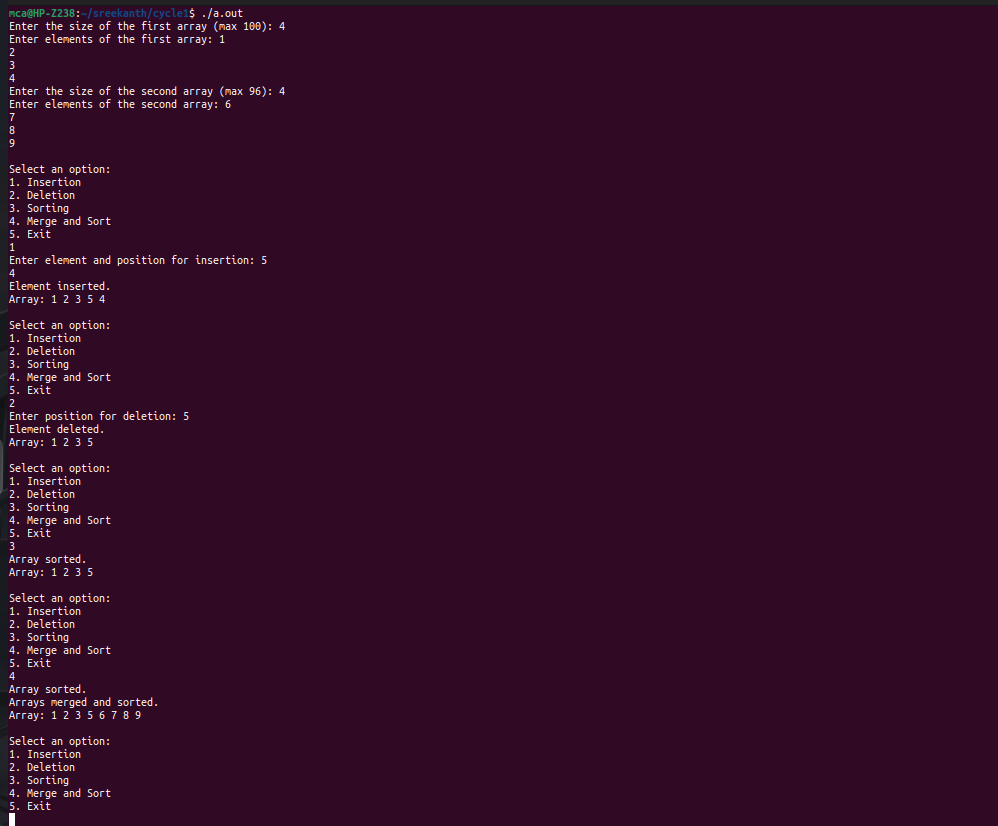 mca@HP-Z238:~/sreekanth/cycle1$ ./a.out
Enter the size of the first array (max 100): 4
Enter elements of the first array: 1
2
3
4
Enter the size of the second array (max 96): 4
Enter elements of the second array: 6
7
8
9

Select an option:
1. Insertion
2. Deletion
3. Sorting
4. Merge and Sort
5. Exit
1
Enter element and position for insertion: 5
4
Element inserted.
Array: 1 2 3 5 4

Select an option:
1. Insertion
2. Deletion
3. Sorting
4. Merge and Sort
5. Exit
2
Enter position for deletion: 5
Element deleted.
Array: 1 2 3 5

Select an option:
1. Insertion
2. Deletion
3. Sorting
4. Merge and Sort
5. Exit
3
Array sorted.
Array: 1 2 3 5

Select an option:
1. Insertion
2. Deletion
3. Sorting
4. Merge and Sort
5. Exit
4
Array sorted.
Arrays merged and sorted.
Array: 1 2 3 5 6 7 8 9

Select an option:
1. Insertion
2. Deletion
3. Sorting
4. Merge and Sort
5. Exit